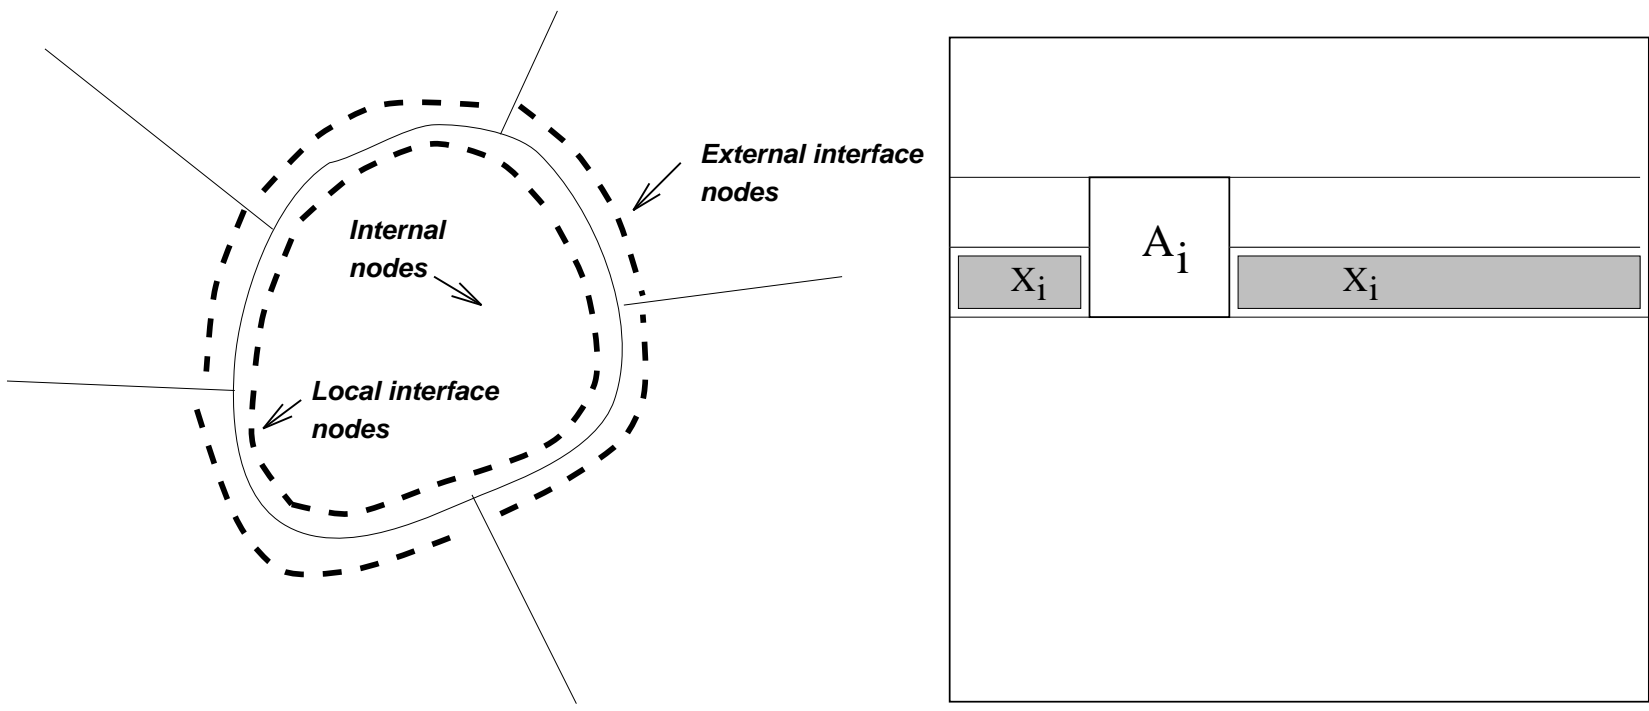 External interface
nodes
Internal
nodes
Local interface
nodes
A_i
X_i
X_i